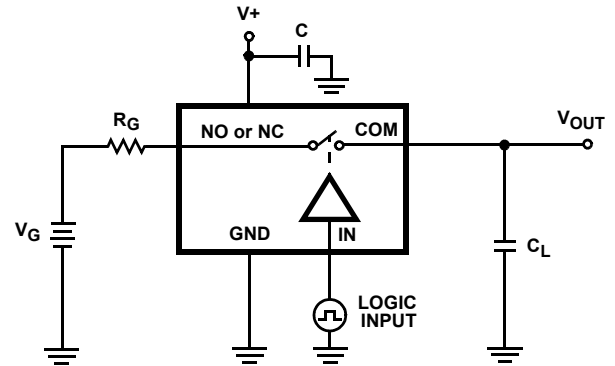 V+
C
RG
NO or NC
COM
VOUT
VG
GND
IN
CL
LOGIC
INPUT